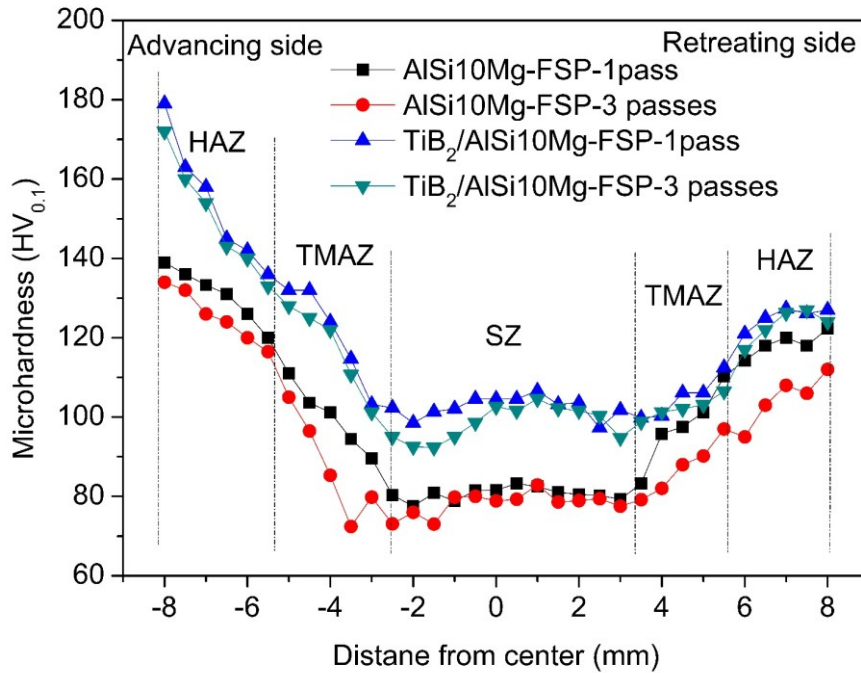 Advancing side
Retreating side
AlSi10Mg-FSP-1pass
AlSi10Mg-FSP-3 passes
TiB₂/AlSi10Mg-FSP-1pass
TiB₂/AlSi10Mg-FSP-3 passes
HAZ
TMAZ
SZ
TMAZ
HAZ
Microhardness (HV₀.₁)
200
180
160
140
120
100
80
60
-8 -6 -4 -2 0 2 4 6 8
Distane from center (mm)